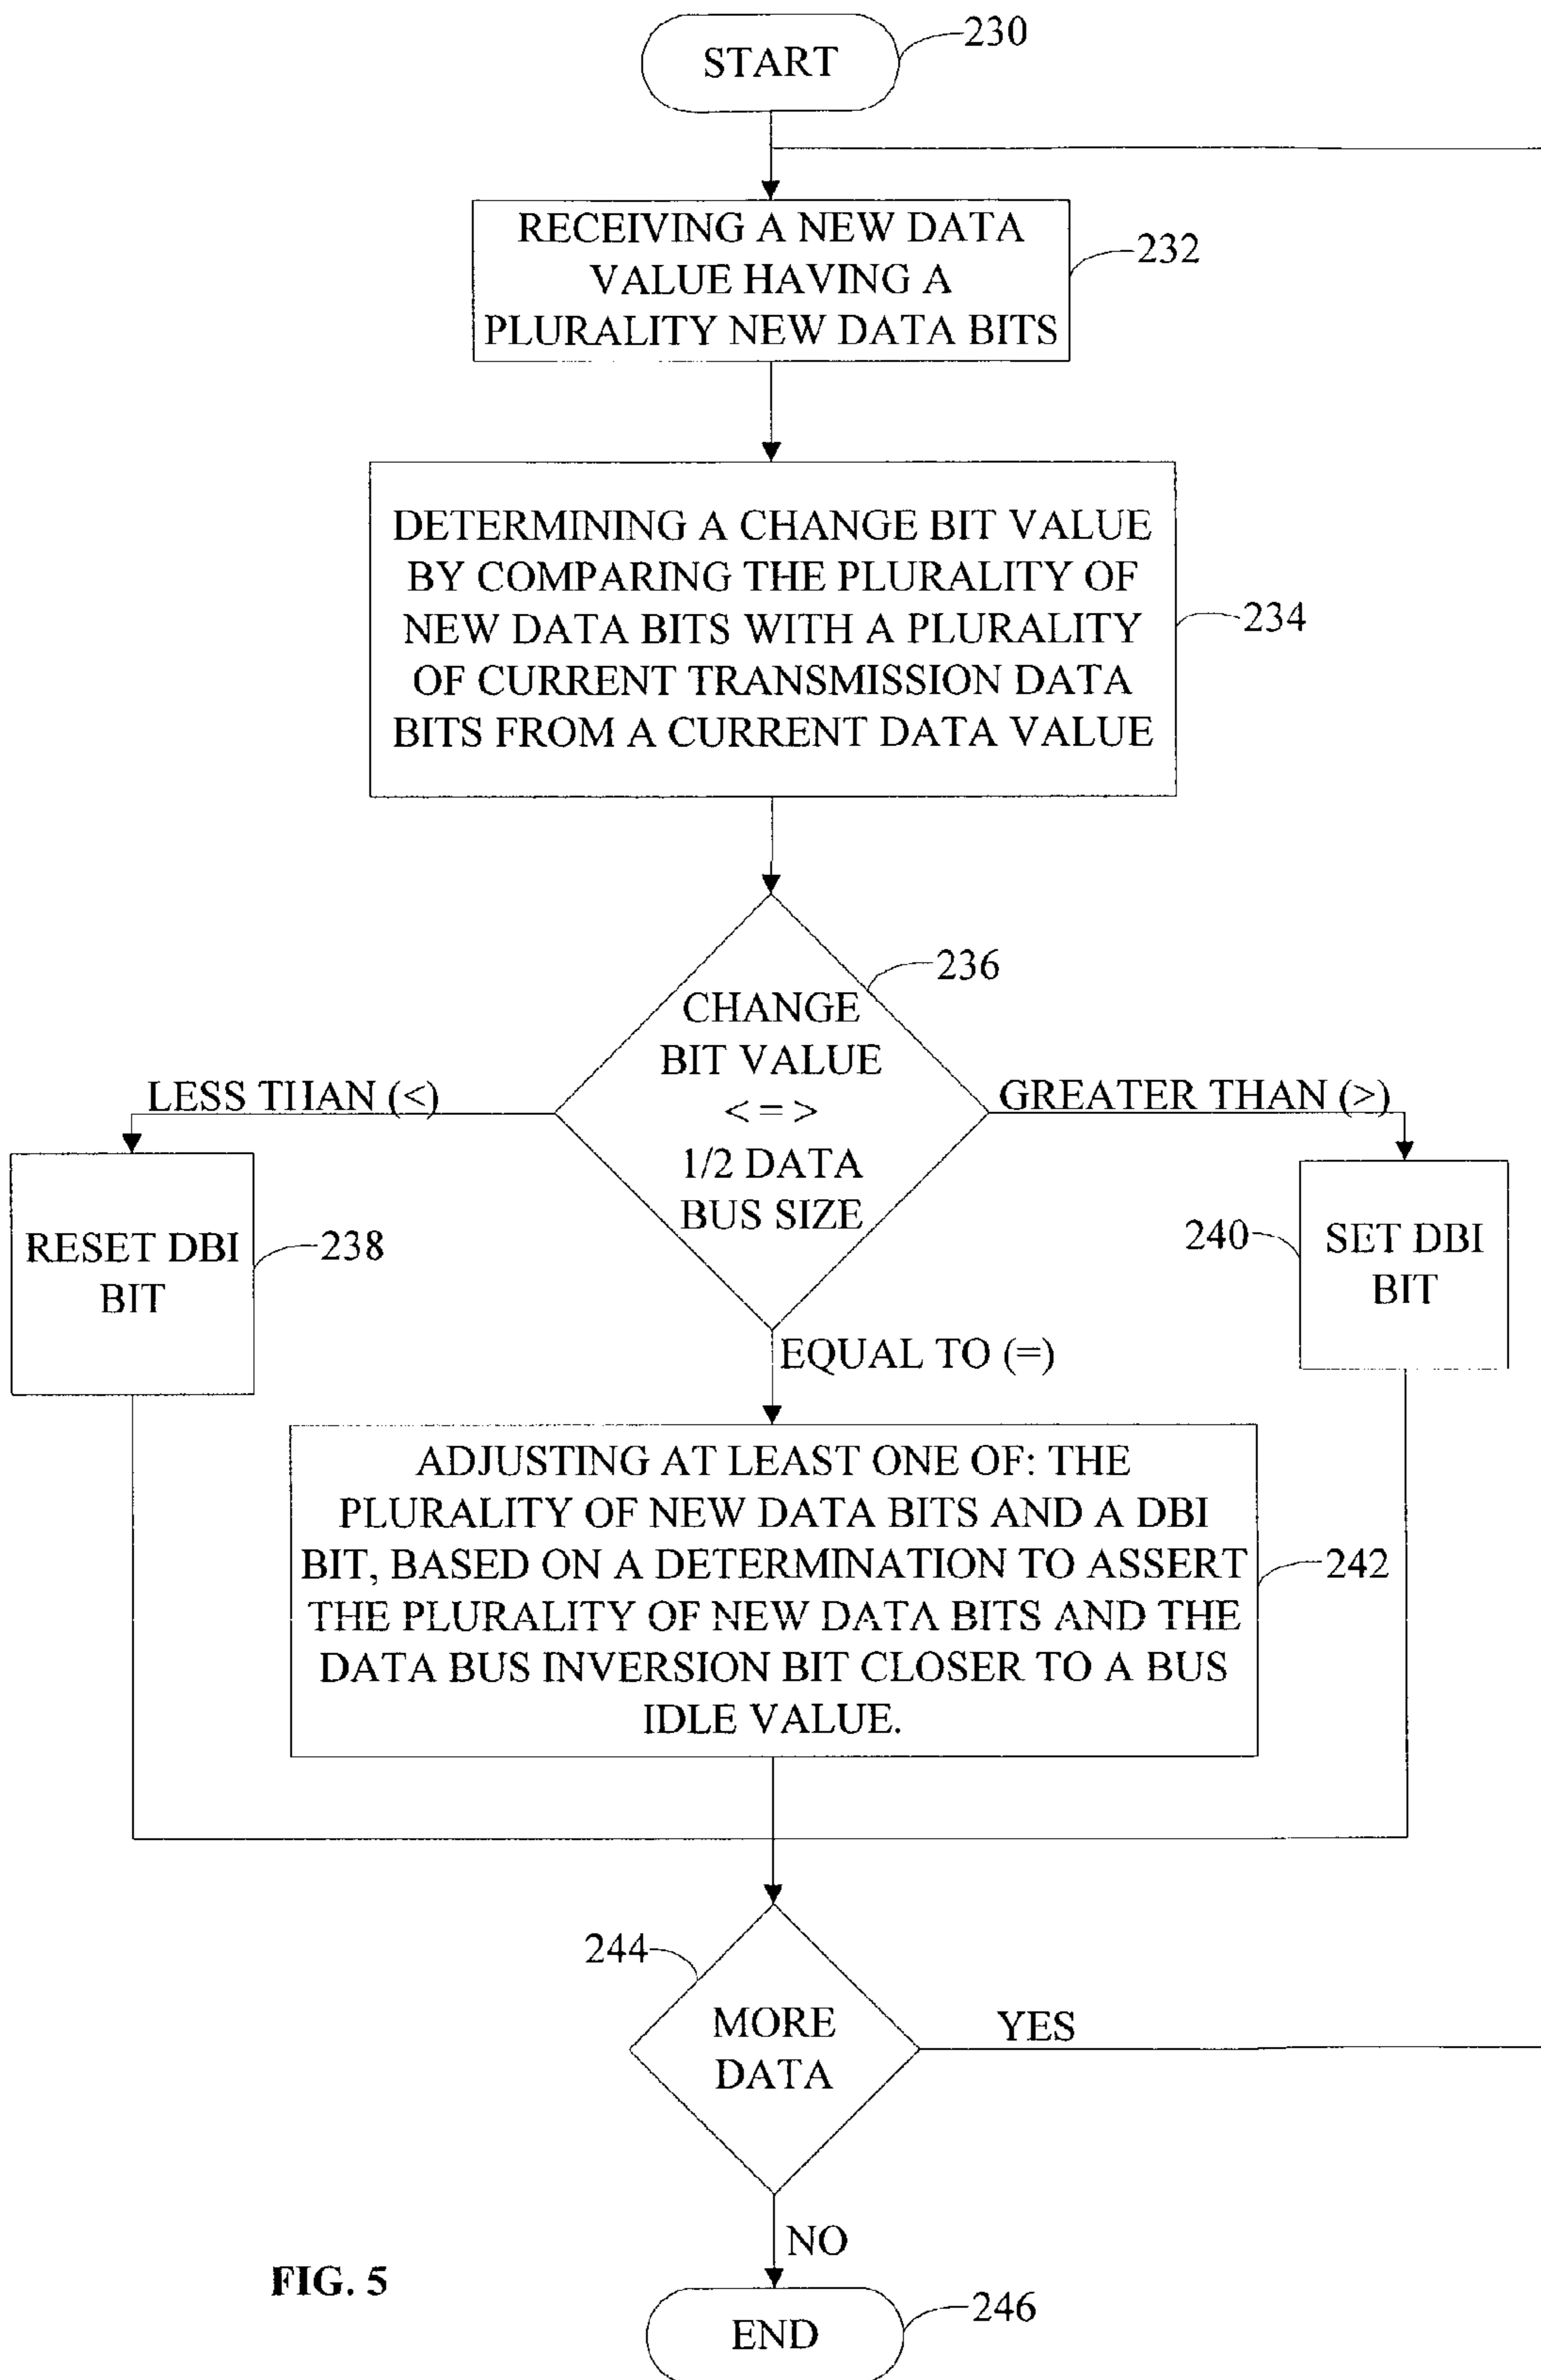 START
230
RECEIVING A NEW DATA
VALUE HAVING A
PLURALITY NEW DATA BITS
232
DETERMINING A CHANGE BIT VALUE
BY COMPARING THE PLURALITY OF
NEW DATA BITS WITH A PLURALITY
OF CURRENT TRANSMISSION DATA
BITS FROM A CURRENT DATA VALUE
234
236
CHANGE
BIT VALUE
< = >
1/2 DATA
BUS SIZE
LESS THAN (<)
GREATER THAN (>)
RESET DBI
BIT
238
240
SET DBI
BIT
EQUAL TO (=)
ADJUSTING AT LEAST ONE OF: THE
PLURALITY OF NEW DATA BITS AND A DBI
BIT, BASED ON A DETERMINATION TO ASSERT
THE PLURALITY OF NEW DATA BITS AND THE
DATA BUS INVERSION BIT CLOSER TO A BUS
IDLE VALUE.
242
244
MORE
DATA
YES
NO
FIG. 5
END
246